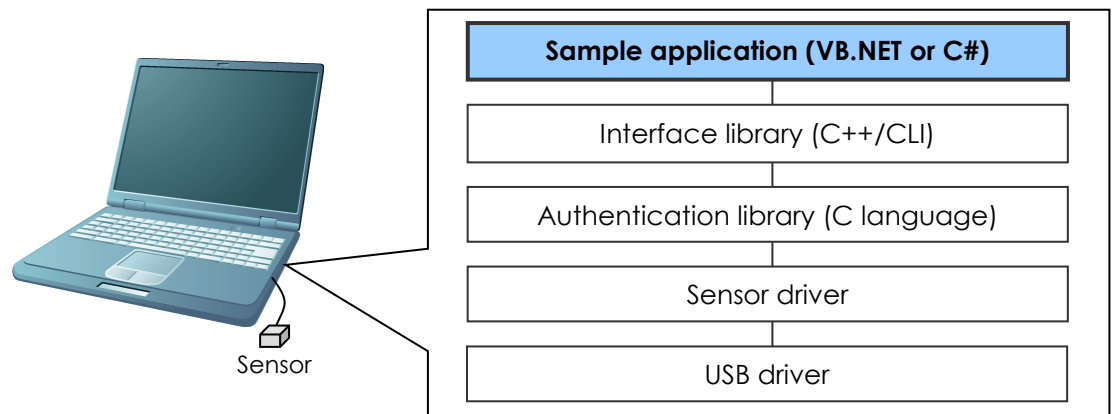 Sample application (VB.NET or C#)
Interface library (C++/CLI)
Authentication library (C language)
Sensor driver
USB driver
Sensor